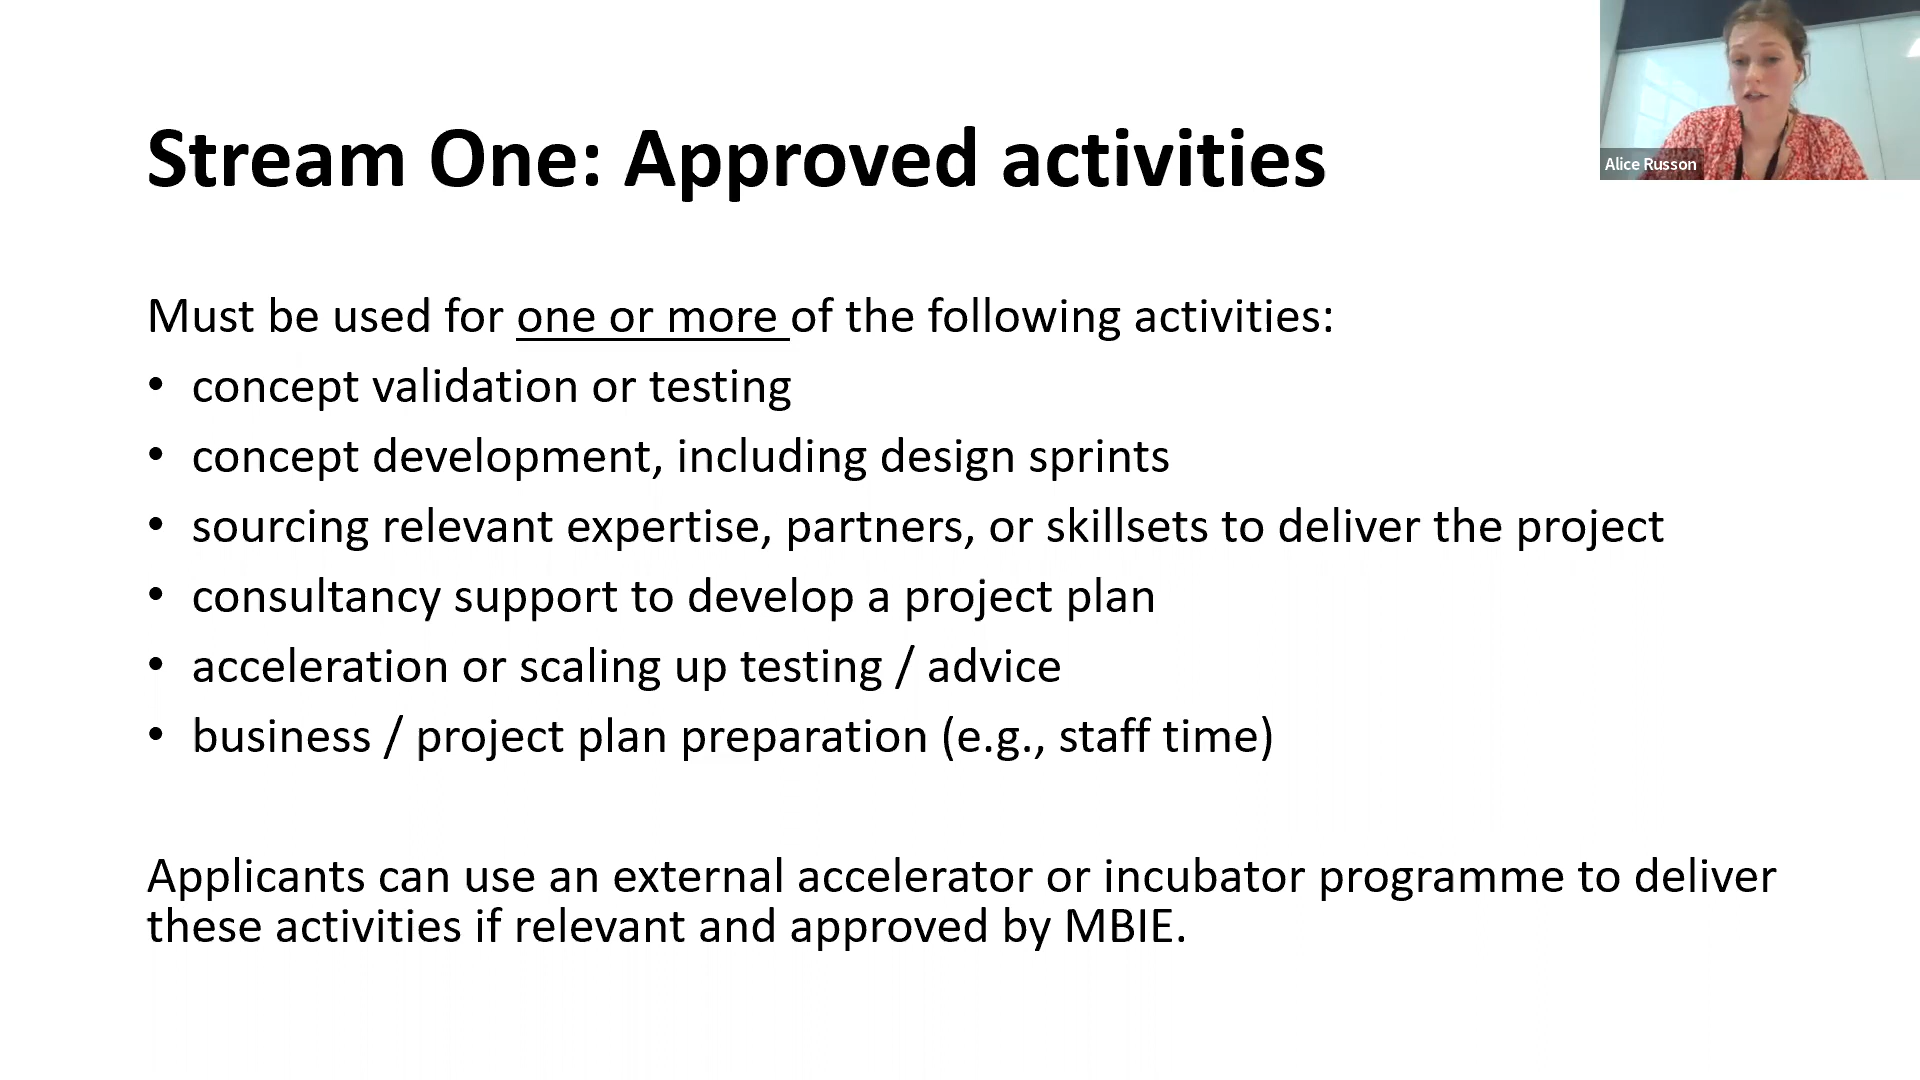 Stream One: Approved activities
Alice Russon
Must be used for one or more of the following activities:
• concept validation or testing
• concept development, including design sprints
• sourcing relevant expertise, partners, or skillsets to deliver the project
• consultancy support to develop a project plan
• acceleration or scaling up testing / advice
• business / project plan preparation (e.g., staff time)
Applicants can use an external accelerator or incubator programme to deliver
these activities if relevant and approved by MBIE.